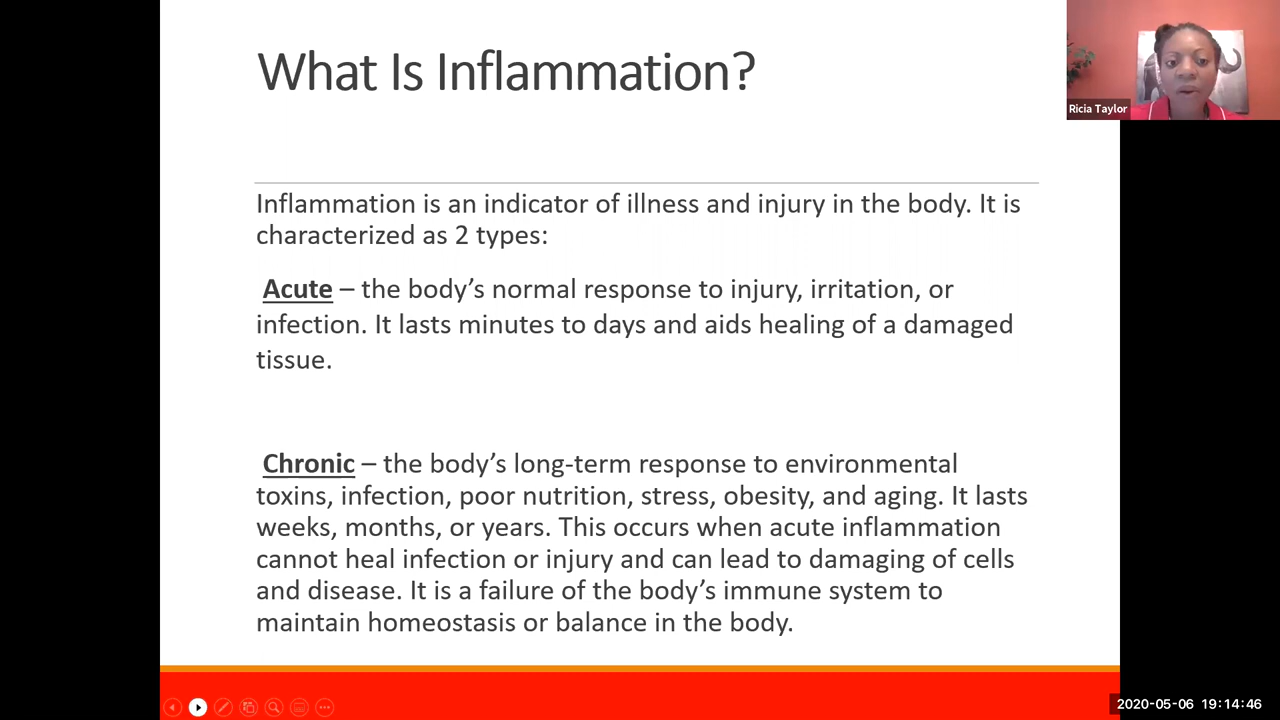 What Is Inflammation?
Ricia Taylor
Inflammation is an indicator of illness and injury in the body. It is
characterized as 2 types:
Acute – the body’s normal response to injury, irritation, or
infection. It lasts minutes to days and aids healing of a damaged
tissue.
Chronic – the body’s long-term response to environmental
toxins, infection, poor nutrition, stress, obesity, and aging. It lasts
weeks, months, or years. This occurs when acute inflammation
cannot heal infection or injury and can lead to damaging of cells
and disease. It is a failure of the body’s immune system to
maintain homeostasis or balance in the body.
2020-05-06 19:14:46